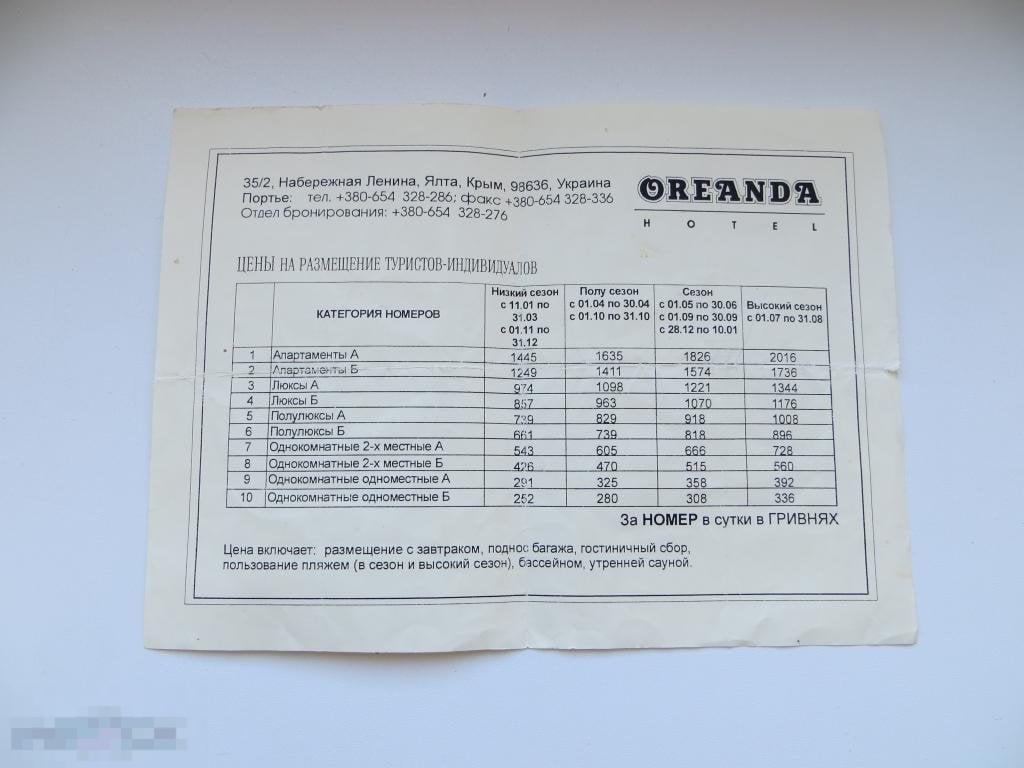 35/2, Набережная Ленина, Ялта, Крым, 98636, Украина
Портье: тел. +380-654 328-286; факс +380-654 328-336
Отдел бронирования: +380-654 328-276
OREANDA
HOTEL
ЦЕНЫ НА РАЗМЕЩЕНИЕ ТУРИСТОВ-ИНДИВИДУАЛОВ
КАТЕГОРИЯ НОМЕРОВ
Низкий сезон
с 11.01 по
31.03
с 01.11 по
31.12
Полу сезон
с 01.04 по 30.04
с 01.10 по 31.10
Сезон
с 01.05 по 30.06
с 01.09 по 30.09
с 28.12 по 10.01
Высокий сезон
с 01.07 по 31.08
1 Апартаменты А 1445 1635 1826 2016
2 Апартаменты Б 1249 1411 1574 1736
3 Люксы А 974 1098 1221 1344
4 Люксы Б 857 963 1070 1176
5 Полулюксы А 739 829 918 1008
6 Полулюксы Б 661 739 818 896
7 Однокомнатные 2-х местные А 543 605 666 728
8 Однокомнатные 2-х местные Б 426 470 515 560
9 Однокомнатные одноместные А 291 325 358 392
10 Однокомнатные одноместные Б 252 280 308 336
За НОМЕР в сутки в ГРИВНЯХ
Цена включает: размещение с завтраком, поднос багажа, гостиничный сбор,
пользование пляжем (в сезон и высокий сезон), бассейном, утренней сауной.